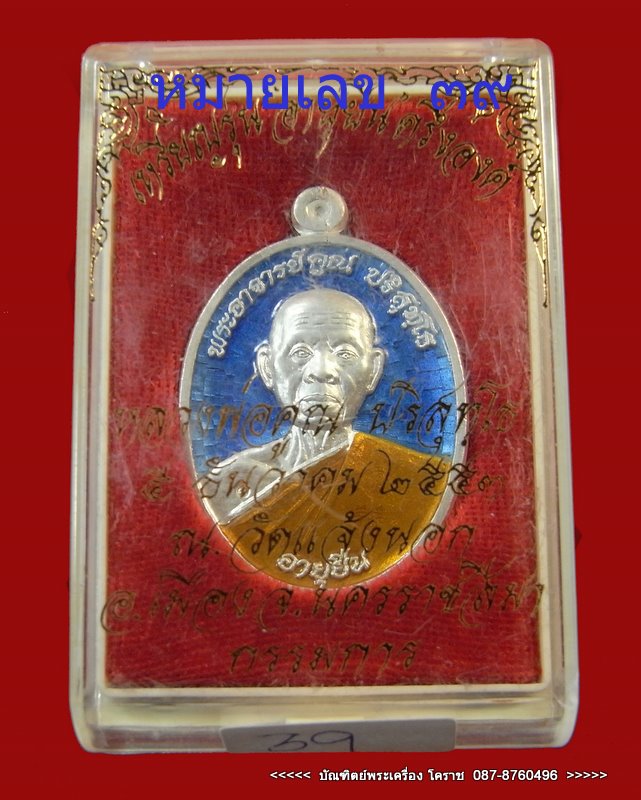 หมายเลข ๓๙
เหรียญรุ่น อายุยืน ครึ่งองค์
พระอาจารย์คูณ ปริสุทฺโธ
หลวงพ่อคูณ ปริสุทฺโธ
๕ ธันวาคม ๒๕๕๙
ณ.วัดแจ้งนอก
อายุยืน
อ.เมือง จ.นครราชสีมา
กรรมการ
39
<<<<< บัณฑิตย์พระเครื่อง โคราช 087-8760496 >>>>>